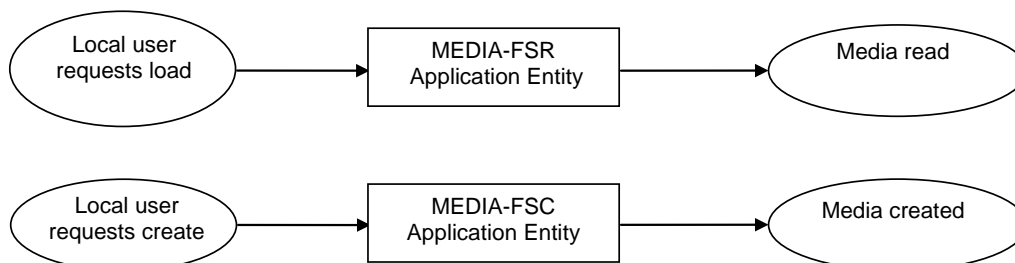 Local user
requests load
MEDIA-FSR
Application Entity
Media read
Local user
requests create
MEDIA-FSC
Application Entity
Media created